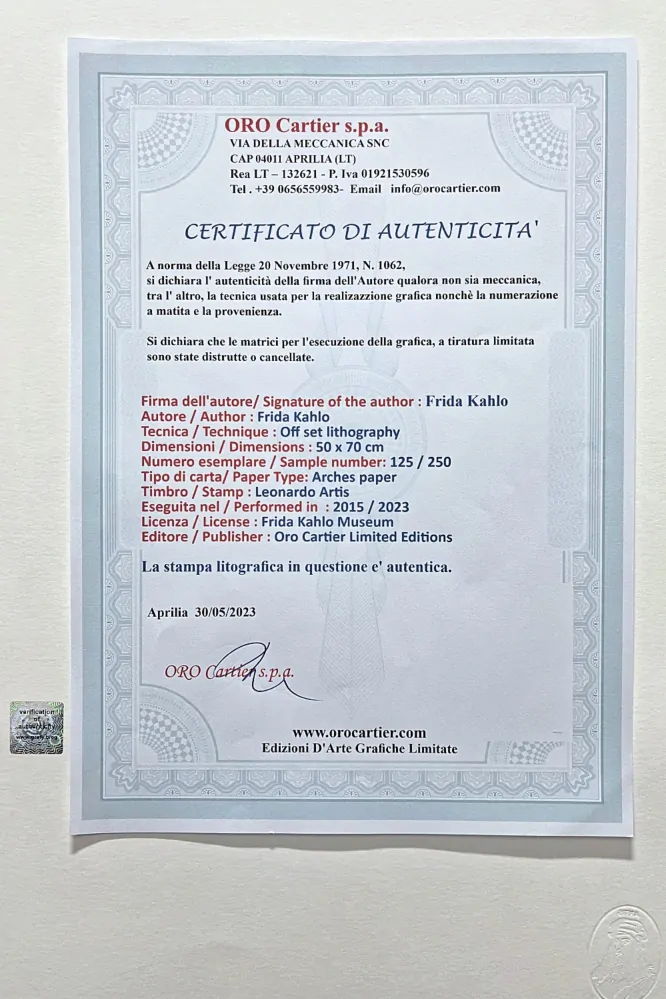 ORO Cartier s.p.a.
VIA DELLA MECCANICA SNC
CAP 04011 APRILIA (LT)
Rea LT – 132621 - P. Iva 01921530596
Tel . +39 0656559983- Email info@orocartier.com
CERTIFICATO DI AUTENTICITA'
A norma della Legge 20 Novembre 1971, N. 1062,
si dichiara l' autenticità della firma dell'Autore qualora non sia meccanica,
tra l' altro, la tecnica usata per la realizazzione grafica nonchè la numerazione
a matita e la provenienza.
Si dichiara che le matrici per l'esecuzione della grafica, a tiratura limitata
sono state distrutte o cancellate.
Firma dell'autore/ Signature of the author : Frida Kahlo
Autore / Author : Frida Kahlo
Tecnica / Technique : Off set lithography
Dimensioni / Dimensions : 50 x 70 cm
Numero esemplare / Sample number: 125 / 250
Tipo di carta/ Paper Type: Arches paper
Timbro / Stamp : Leonardo Artis
Eseguita nel / Performed in : 2015 / 2023
Licenza / License : Frida Kahlo Museum
Editore / Publisher : Oro Cartier Limited Editions
La stampa litografica in questione e' autentica.
Aprilia 30/05/2023
ORO Cartier s.p.a.
verification
of
authenticity
www.orocartier.com
Edizioni D'Arte Grafiche Limitate